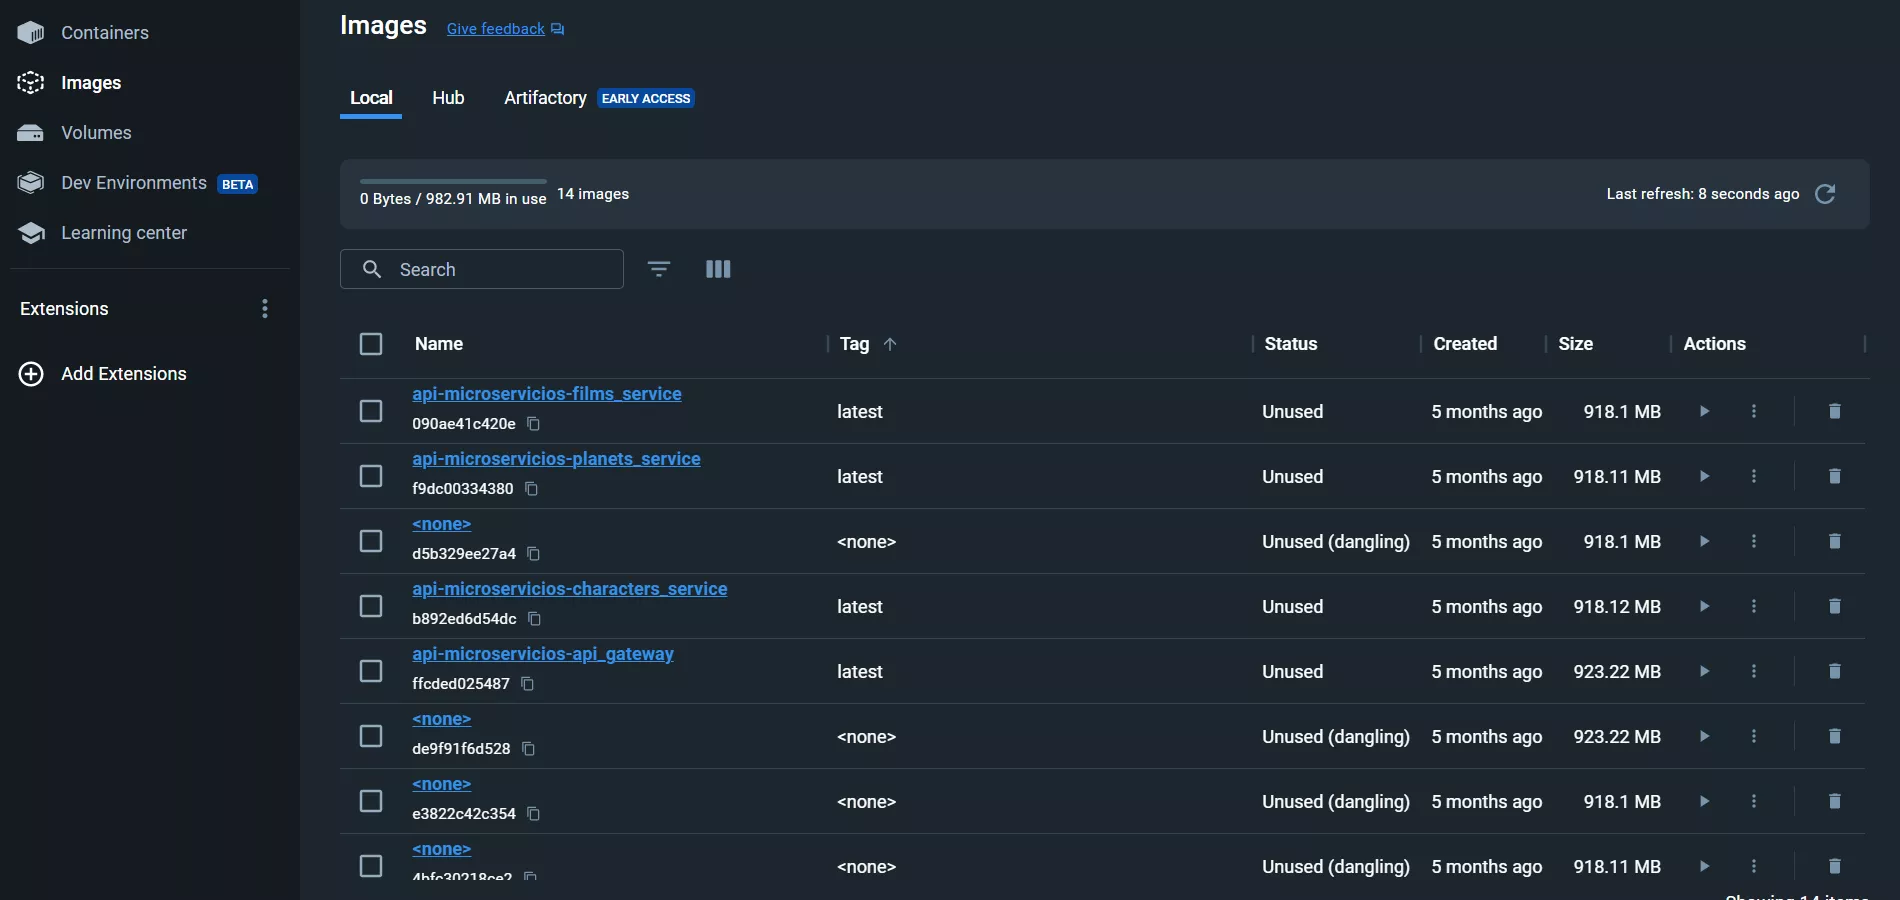 Containers
Images
Volumes
Dev Environments BETA
Learning center
Extensions
Add Extensions
Images Give feedback
Local Hub Artifactory EARLY ACCESS
0 Bytes / 982.91 MB in use 14 images Last refresh: 8 seconds ago
Search
Name Tag Status Created Size Actions
api-microservicios-films_service
090ae41c420e latest Unused 5 months ago 918.1 MB
api-microservicios-planets_service
f9dc00334380 latest Unused 5 months ago 918.11 MB
<none>
d5b329ee27a4 <none> Unused (dangling) 5 months ago 918.1 MB
api-microservicios-characters_service
b892ed6d54dc latest Unused 5 months ago 918.12 MB
api-microservicios-api_gateway
ffcded025487 latest Unused 5 months ago 923.22 MB
<none>
de9f91f6d528 <none> Unused (dangling) 5 months ago 923.22 MB
<none>
e3822c42c354 <none> Unused (dangling) 5 months ago 918.1 MB
<none>
4bfc30218ce2 <none> Unused (dangling) 5 months ago 918.11 MB
Showing 14 items